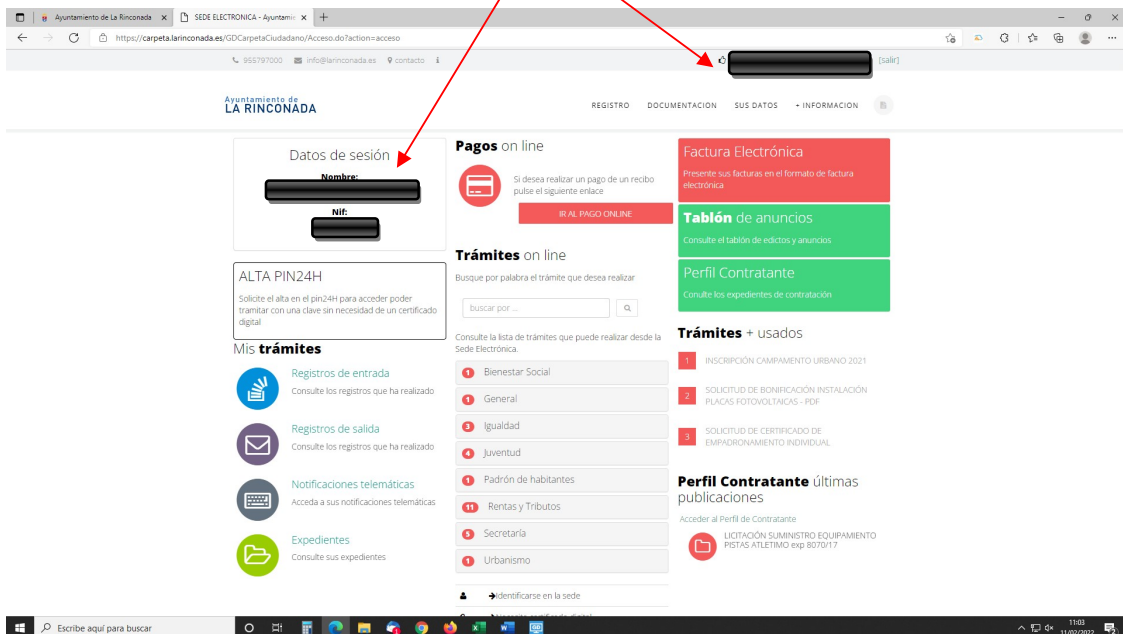 Ayuntamiento de La Rinconada
SEDE ELECTRONICA - Ayuntamie
https://carpeta.larinconada.es/GDCarpetaCiudadano/Acceso.do?action=acceso
955797000 info@larinconada.es contacto
[salir]
Ayuntamiento de
LA RINCONADA
REGISTRO DOCUMENTACION SUS DATOS + INFORMACION
Datos de sesión
Nombre:
Nif:
ALTA PIN24H
Solicite el alta en el pin24H para acceder poder
tramitar con una clave sin necesidad de un certificado
digital
Mis trámites
Registros de entrada
Consulte los registros que ha realizado
Registros de salida
Consulte los registros que ha realizado
Notificaciones telemáticas
Acceda a sus notificaciones telemáticas
Expedientes
Consulte sus expedientes
Pagos on line
Si desea realizar un pago de un recibo
pulse el siguiente enlace
IR AL PAGO ONLINE
Trámites on line
Busque por palabra el trámite que desea realizar
buscar por ...
Consulte la lista de trámites que puede realizar desde la
Sede Electrónica.
1 Bienestar Social
1 General
3 Igualdad
4 Juventud
1 Padrón de habitantes
11 Rentas y Tributos
5 Secretaría
1 Urbanismo
Identificarse en la sede
Factura Electrónica
Presente sus facturas en el formato de factura
electrónica
Tablón de anuncios
Consulte el tablón de edictos y anuncios
Perfil Contratante
Conulte los expedientes de contratación
Trámites + usados
1 INSCRIPCIÓN CAMPAMENTO URBANO 2021
2 SOLICITUD DE BONIFICACIÓN INSTALACIÓN
PLACAS FOTOVOLTAICAS - PDF
3 SOLICITUD DE CERTIFICADO DE
EMPADRONAMIENTO INDIVIDUAL
Perfil Contratante últimas
publicaciones
Acceder al Perfil de Contratante
LICITACIÓN SUMINISTRO EQUIPAMIENTO
PISTAS ATLETIMO exp 8070/17
Escribe aquí para buscar
11:03
11/02/2022